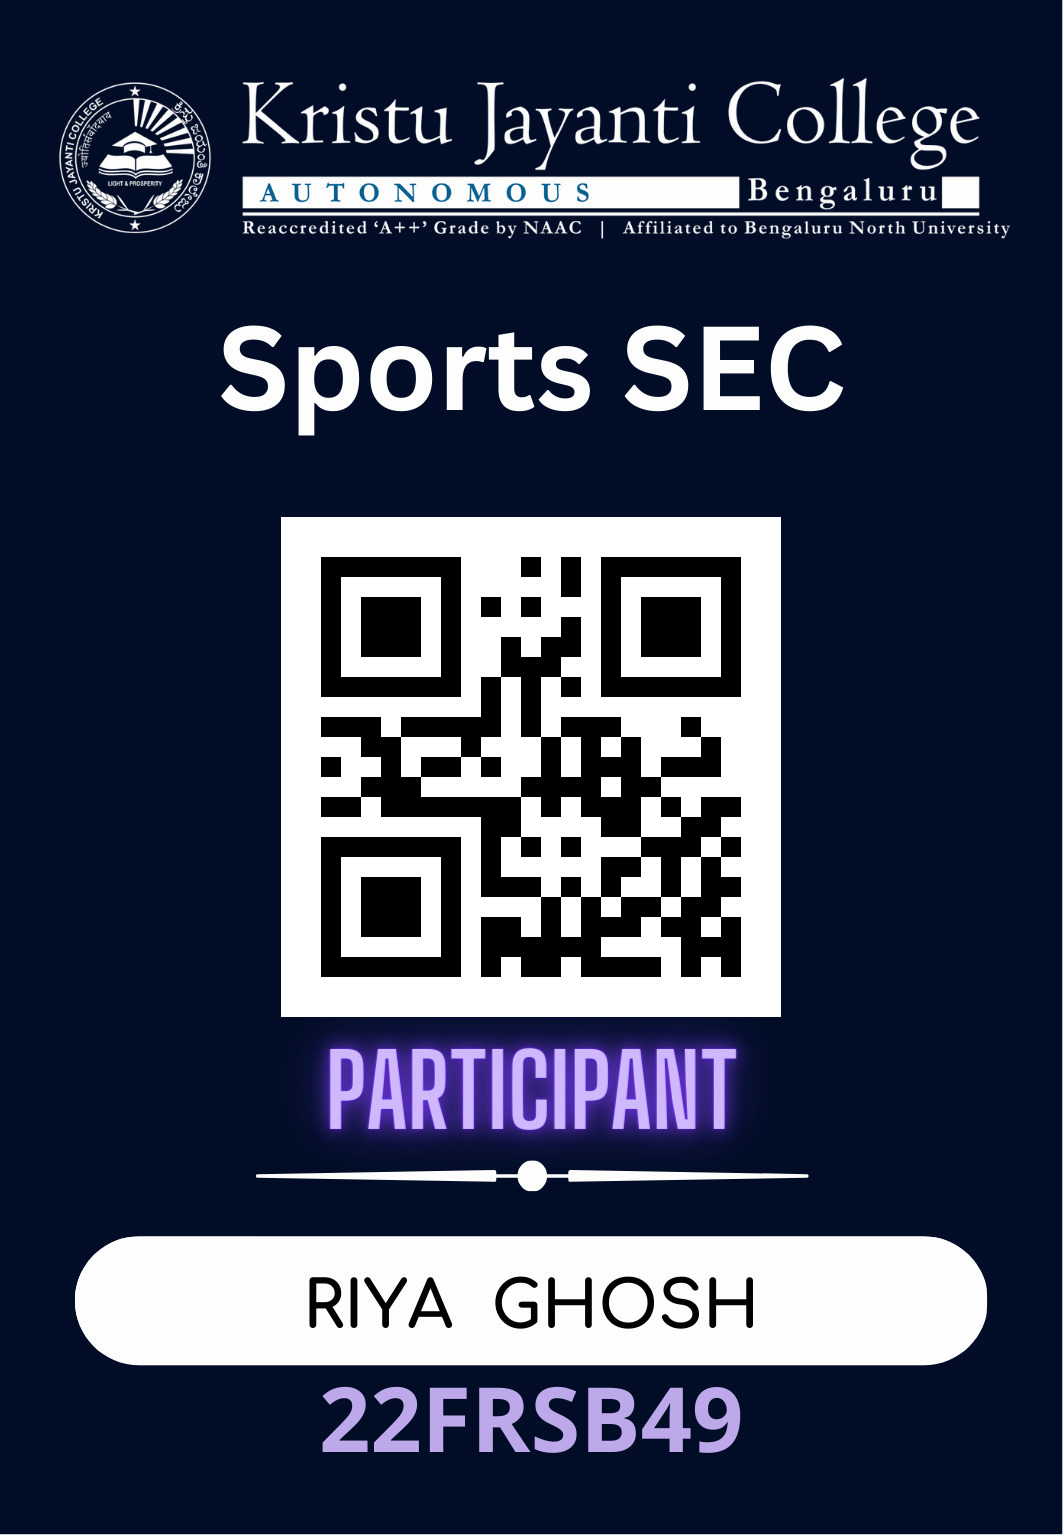 KRISTU JAYANTI COLLEGE
ಕ್ರಿಸ್ತು ಜಯಂತಿ ಕಾಲೇಜು
LIGHT & PROSPERITY
Kristu Jayanti College
AUTONOMOUS Bengaluru
Reaccredited ‘A++’ Grade by NAAC | Affiliated to Bengaluru North University
Sports SEC
PARTICIPANT
RIYA GHOSH
22FRSB49